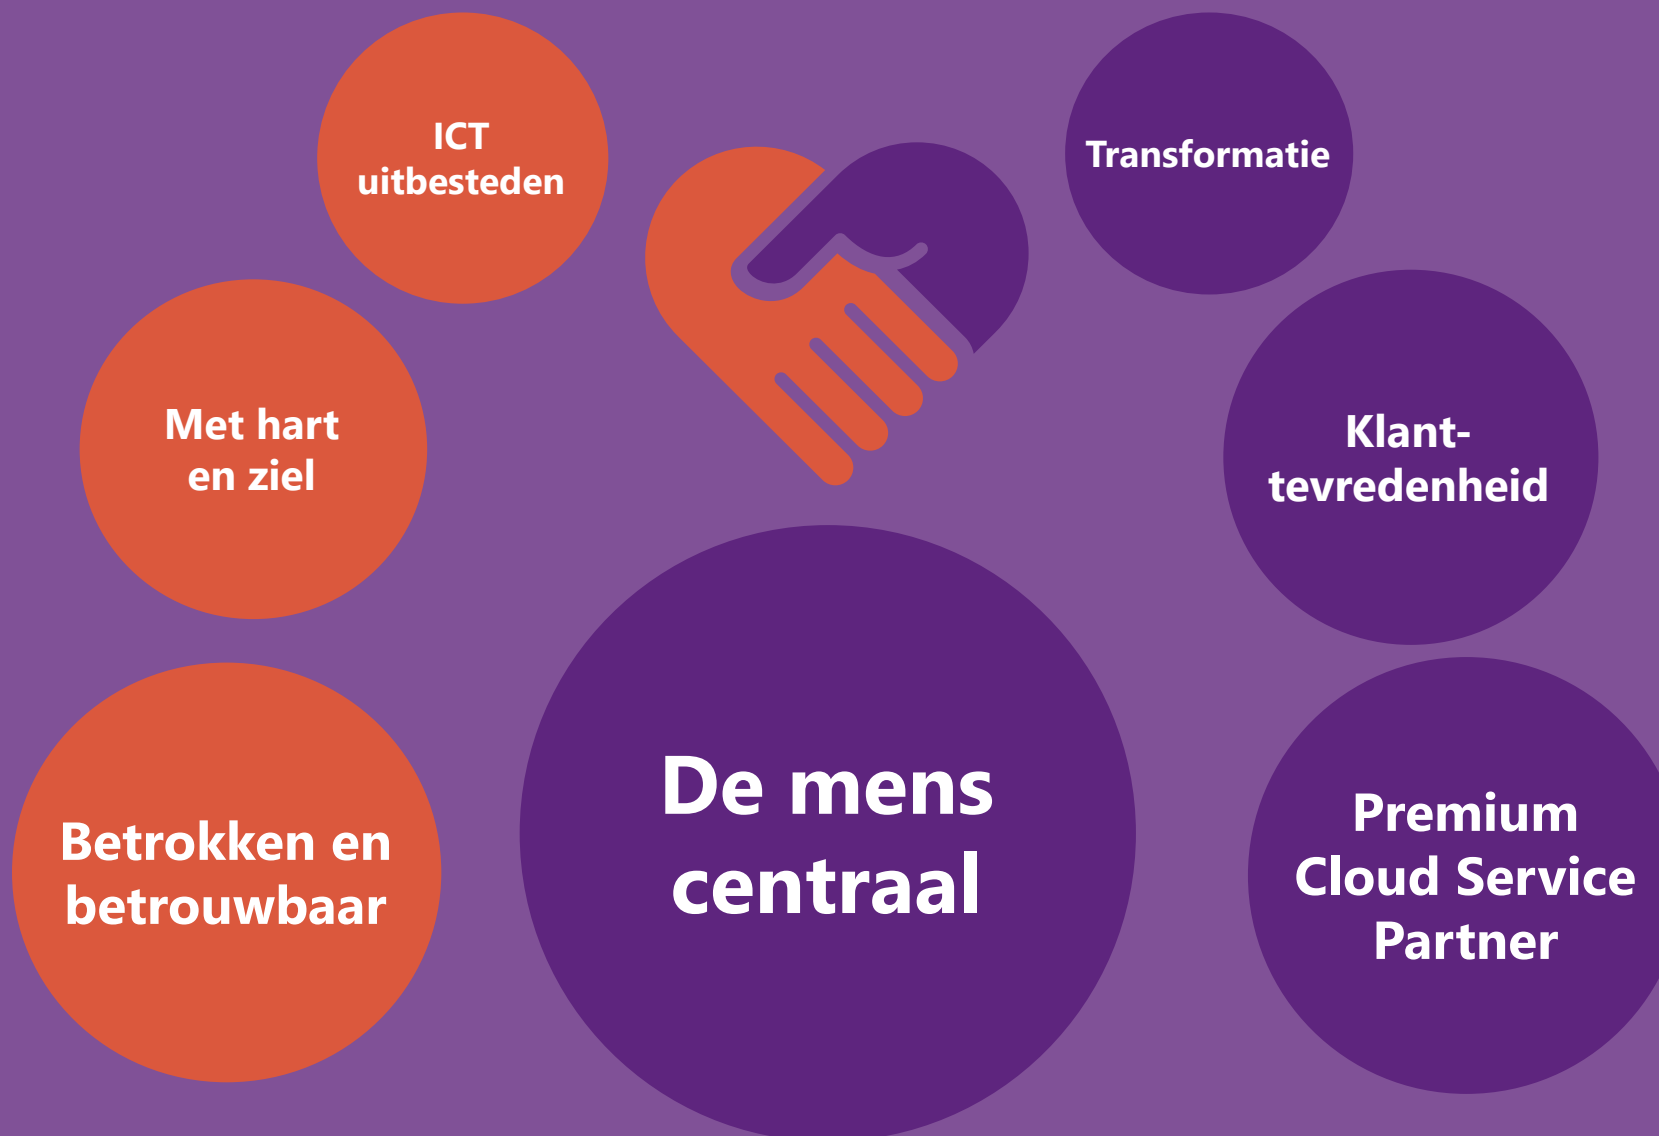 ICT
uitbesteden
Transformatie
Met hart
en ziel
Klant-
tevredenheid
Betrokken en
betrouwbaar
De mens
centraal
Premium
Cloud Service
Partner